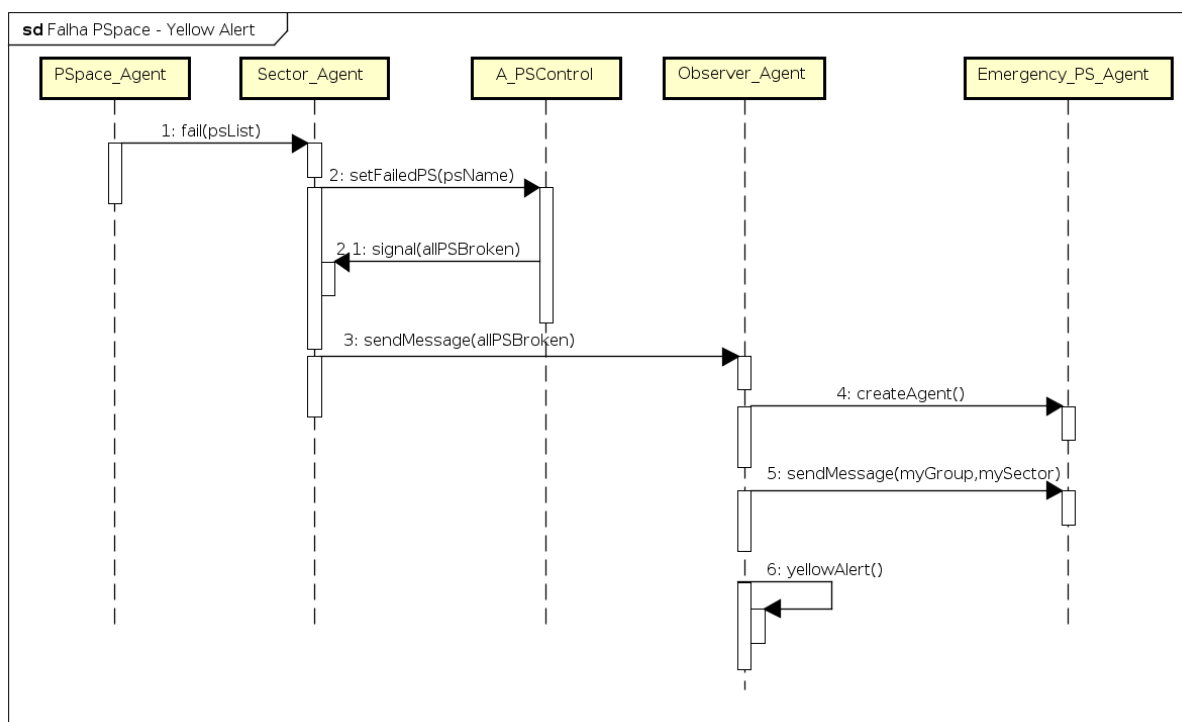 sd Falha PSpace - Yellow Alert
PSpace_Agent
Sector_Agent
A_PSControl
Observer_Agent
Emergency_PS_Agent
1: fail(psList)
2: setFailedPS(psName)
2.1: signal(allPSBroken)
3: sendMessage(allPSBroken)
4: createAgent()
5: sendMessage(myGroup,mySector)
6: yellowAlert()